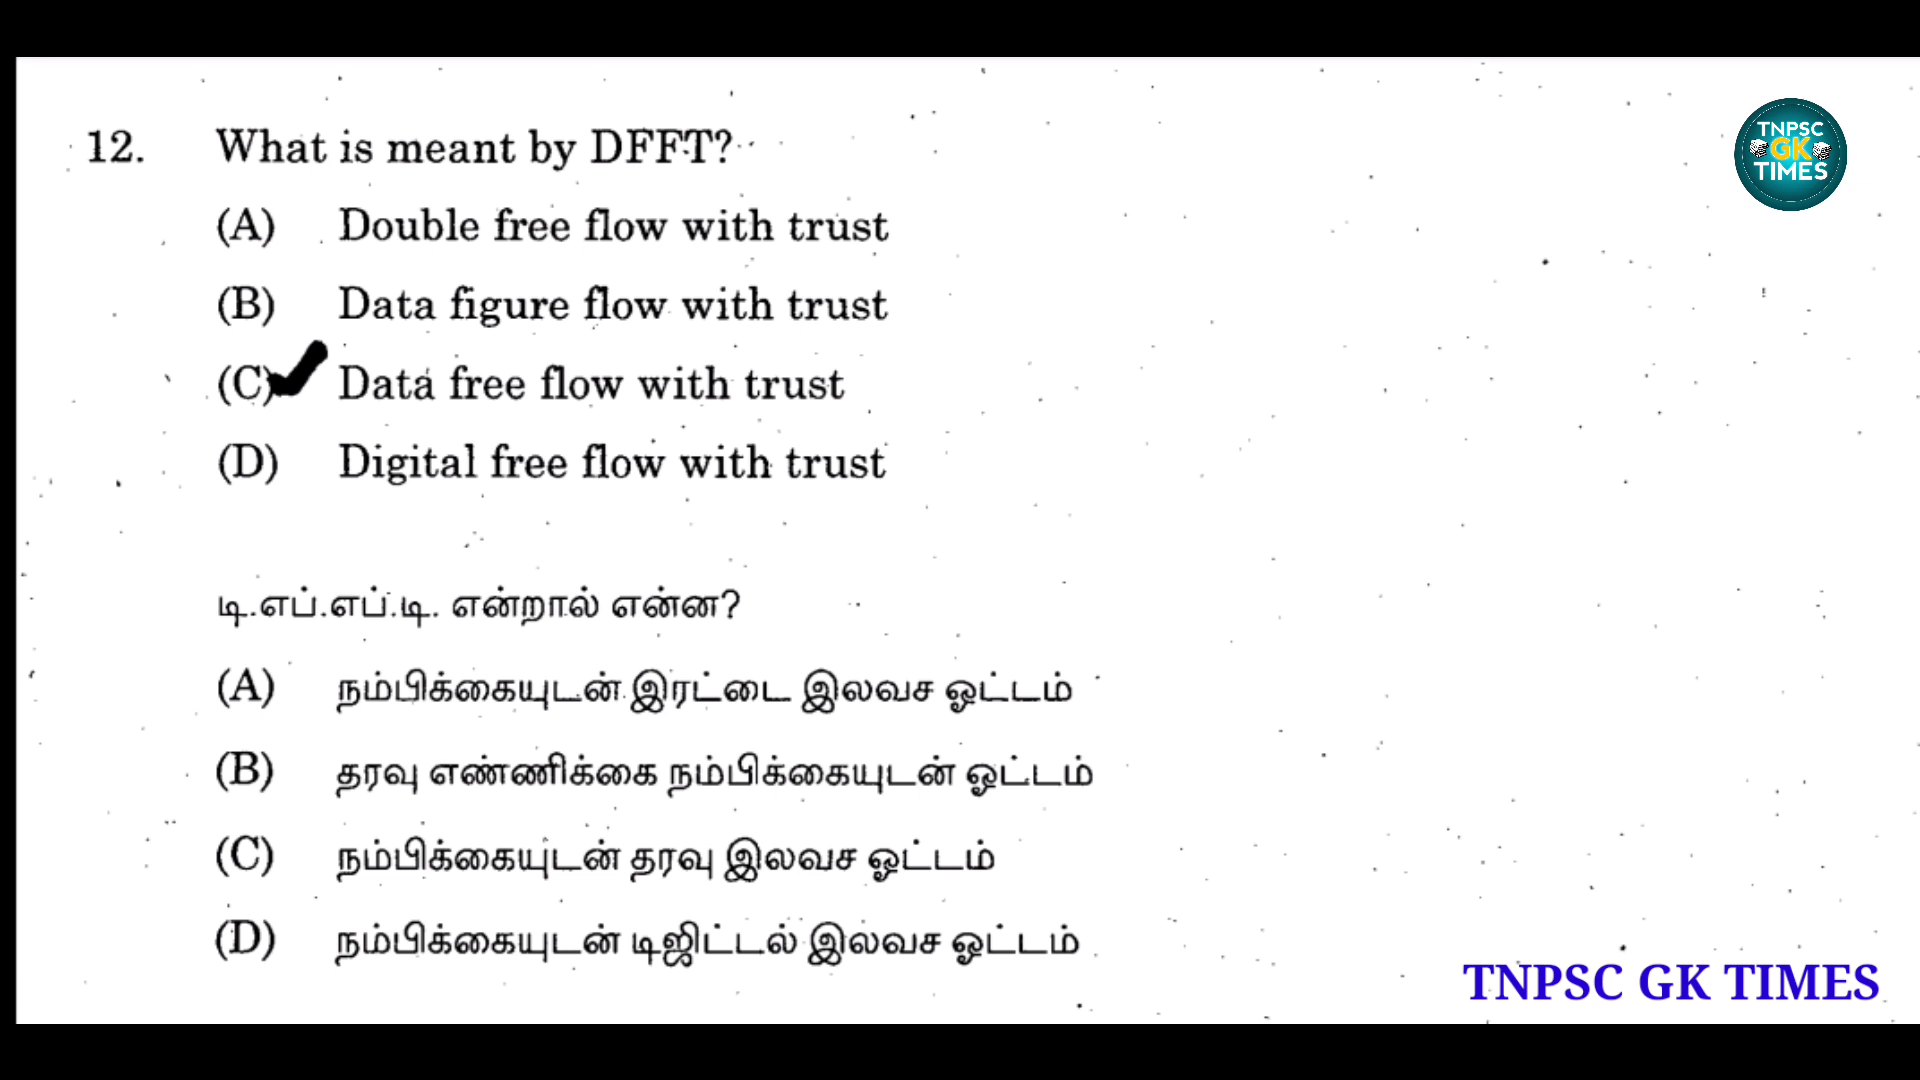 12. What is meant by DFFT?
(A) Double free flow with trust
(B) Data figure flow with trust
(C) Data free flow with trust
(D) Digital free flow with trust
டி.எப்.எப்.டி. என்றால் என்ன?
(A) நம்பிக்கையுடன் இரட்டை இலவச ஓட்டம்
(B) தரவு எண்ணிக்கை நம்பிக்கையுடன் ஓட்டம்
(C) நம்பிக்கையுடன் தரவு இலவச ஓட்டம்
(D) நம்பிக்கையுடன் டிஜிட்டல் இலவச ஓட்டம்
TNPSC
GK
TIMES
TNPSC GK TIMES